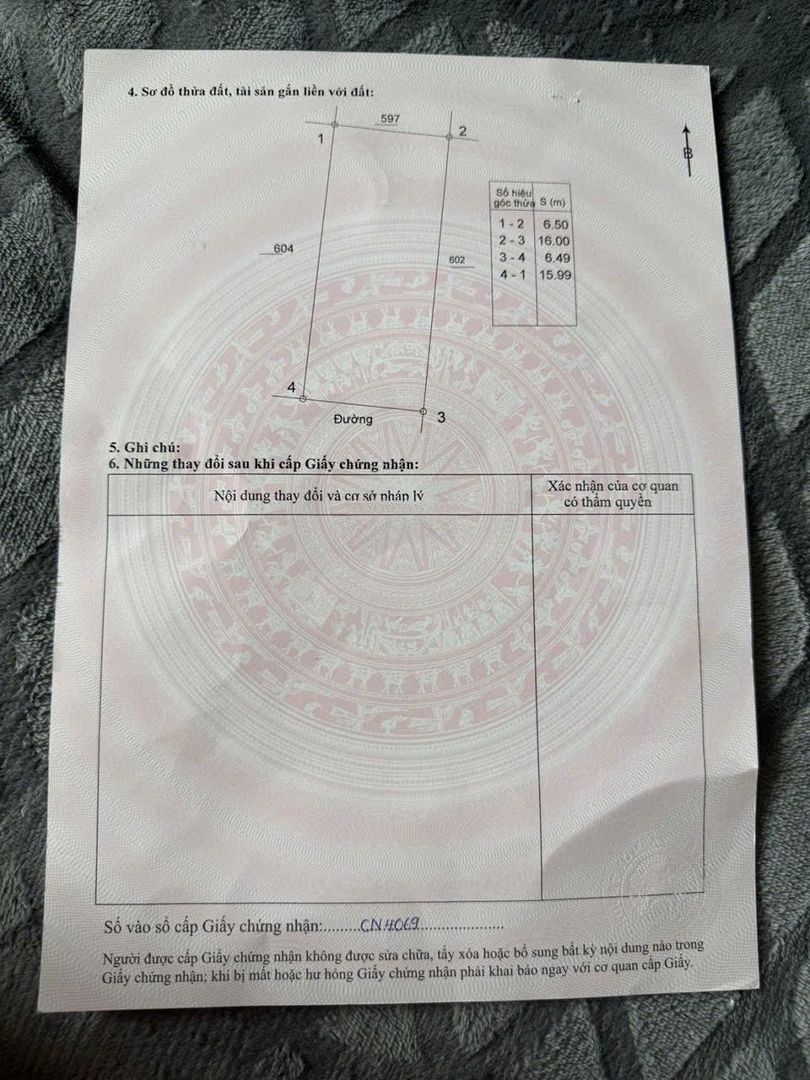 4. Sơ đồ thửa đất, tài sản gắn liền với đất:
597
1
2
B
604
602
Số hiệu góc thửa S (m)
1 - 2 6.50
2 - 3 16.00
3 - 4 6.49
4 - 1 15.99
4
3
Đường
5. Ghi chú:
6. Những thay đổi sau khi cấp Giấy chứng nhận:
Nội dung thay đổi và cơ sở pháp lý
Xác nhận của cơ quan
có thẩm quyền
Số vào sổ cấp Giấy chứng nhận:.........CN4069.....................
Người được cấp Giấy chứng nhận không được sửa chữa, tẩy xóa hoặc bổ sung bất kỳ nội dung nào trong
Giấy chứng nhận; khi bị mất hoặc hư hỏng Giấy chứng nhận phải khai báo ngay với cơ quan cấp Giấy.